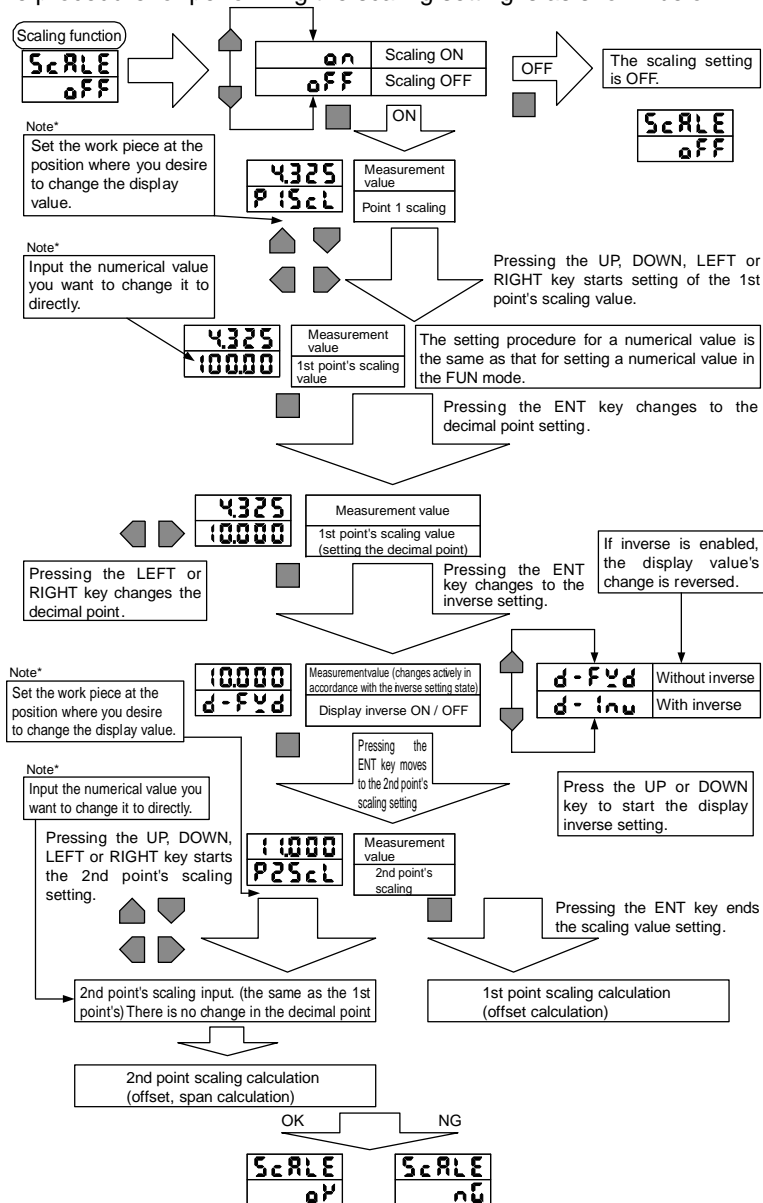 Scaling function
ScALE
oFF
on
Scaling ON
oFF
Scaling OFF
OFF
The scaling setting
is OFF.
ScALE
oFF
ON
Note*
Set the work piece at the
position where you desire
to change the display
value.
4.325
P1ScL
Measurement
value
Point 1 scaling
Pressing the UP, DOWN, LEFT or
RIGHT key starts setting of the 1st
point's scaling value.
Note*
Input the numerical value
you want to change it to
directly.
4.325
100.00
Measurement
value
1st point's scaling
value
The setting procedure for a numerical value is
the same as that for setting a numerical value in
the FUN mode.
Pressing the ENT key changes to the
decimal point setting.
4.325
10.000
Measurement value
1st point's scaling value
(setting the decimal point)
Pressing the LEFT or
RIGHT key changes the
decimal point.
Pressing the ENT
key changes to the
inverse setting.
If inverse is enabled,
the display value's
change is reversed.
Note*
Set the work piece at the
position where you desire
to change the display value.
10.000
d-Fwd
Measurementvalue (changes actively in
accordance with the inverse setting state)
Display inverse ON / OFF
d-Fwd
Without inverse
d-inv
With inverse
Pressing the
ENT key moves
to the 2nd point's
scaling setting
Press the UP or DOWN
key to start the display
inverse setting.
Note*
Input the numerical value you
want to change it to directly.
Pressing the UP, DOWN,
LEFT or RIGHT key starts
the 2nd point's scaling
setting.
11.000
P2ScL
Measurement
value
2nd point's
scaling
Pressing the ENT key ends
the scaling value setting.
2nd point's scaling input. (the same as the 1st
point's) There is no change in the decimal point
1st point scaling calculation
(offset calculation)
2nd point scaling calculation
(offset, span calculation)
OK
NG
ScALE
oK
ScALE
nG